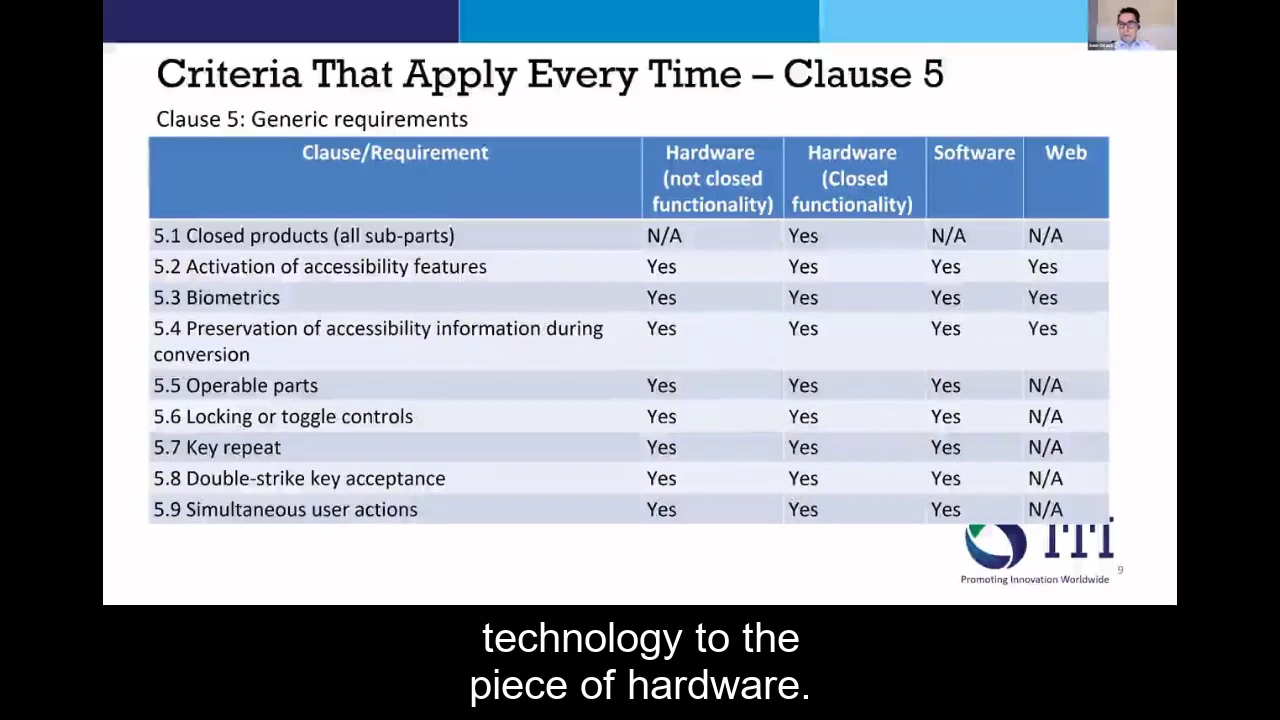 Criteria That Apply Every Time – Clause 5
Clause 5: Generic requirements
Clause/Requirement Hardware (not closed functionality) Hardware (Closed functionality) Software Web
5.1 Closed products (all sub-parts) N/A Yes N/A N/A
5.2 Activation of accessibility features Yes Yes Yes Yes
5.3 Biometrics Yes Yes Yes Yes
5.4 Preservation of accessibility information during Yes Yes Yes Yes
conversion
5.5 Operable parts Yes Yes Yes N/A
5.6 Locking or toggle controls Yes Yes Yes N/A
5.7 Key repeat Yes Yes Yes N/A
5.8 Double-strike key acceptance Yes Yes Yes N/A
5.9 Simultaneous user actions Yes Yes Yes N/A
ITI
9
Promoting Innovation Worldwide
technology to the
piece of hardware.